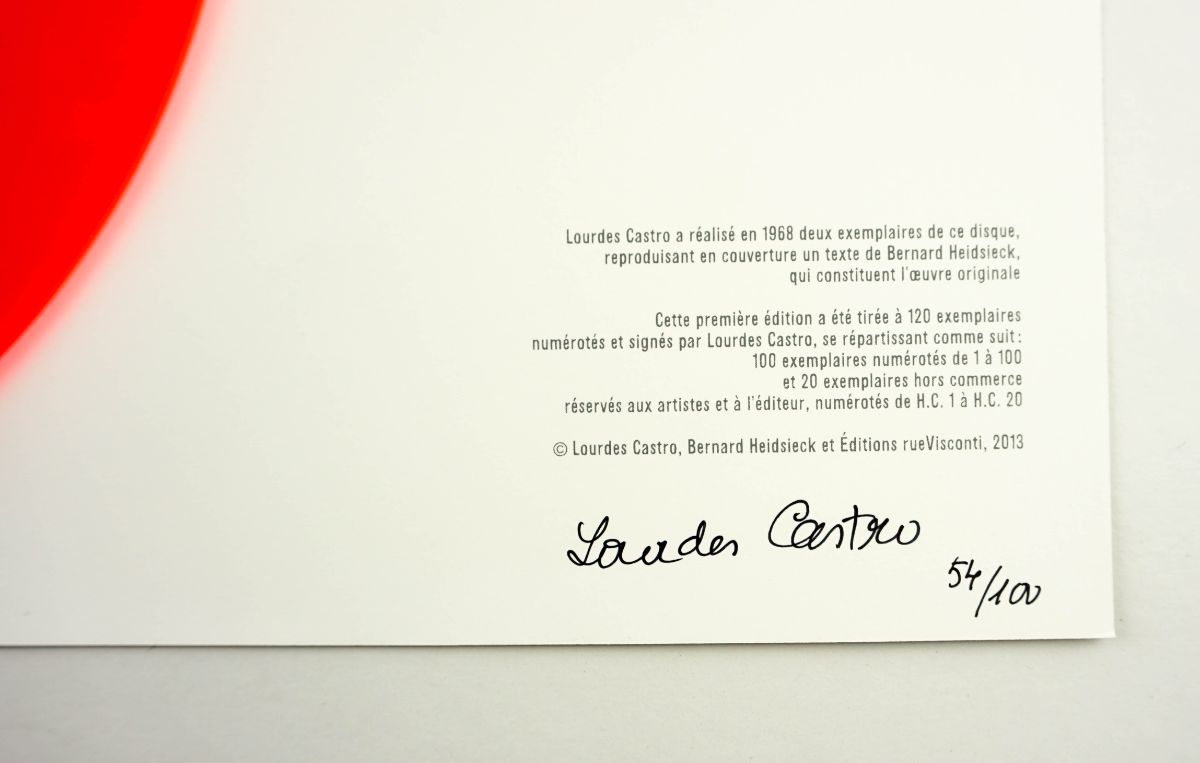 Lourdes Castro a réalisé en 1968 deux exemplaires de ce disque,
reproduisant en couverture un texte de Bernard Heidsieck,
qui constituent l'œuvre originale
Cette première édition a été tirée à 120 exemplaires
numérotés et signés par Lourdes Castro, se répartissant comme suit :
100 exemplaires numérotés de 1 à 100
et 20 exemplaires hors commerce
réservés aux artistes et à l'éditeur, numérotés de H.C. 1 à H.C. 20
© Lourdes Castro, Bernard Heidsieck et Éditions rueVisconti, 2013
Lourdes Castro
54/100